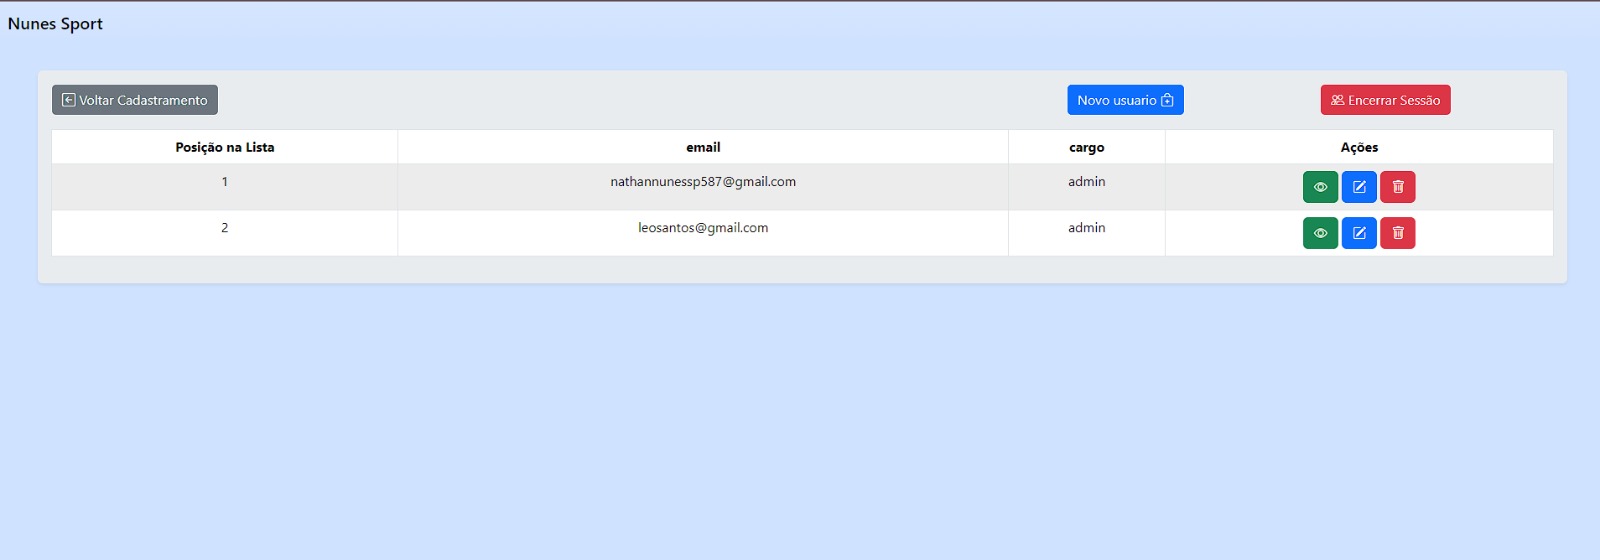 Nunes Sport
Voltar Cadastramento Novo usuario Encerrar Sessão
Posição na Lista email cargo Ações
1 nathannunessp587@gmail.com admin
2 leosantos@gmail.com admin